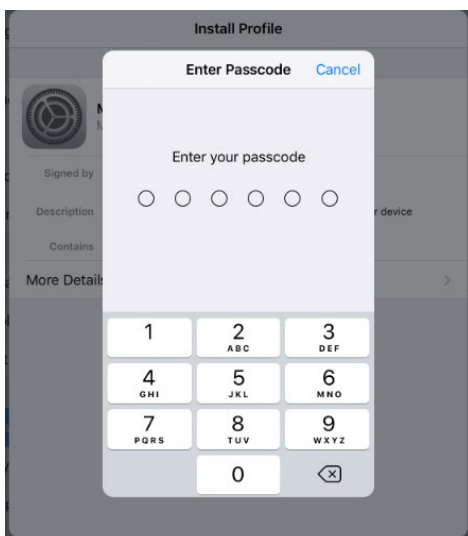 Install Profile
Enter Passcode Cancel
Enter your passcode
Signed by
Description r device
Contains
More Details
1
2
ABC
3
DEF
4
GHI
5
JKL
6
MNO
7
PQRS
8
TUV
9
WXYZ
0